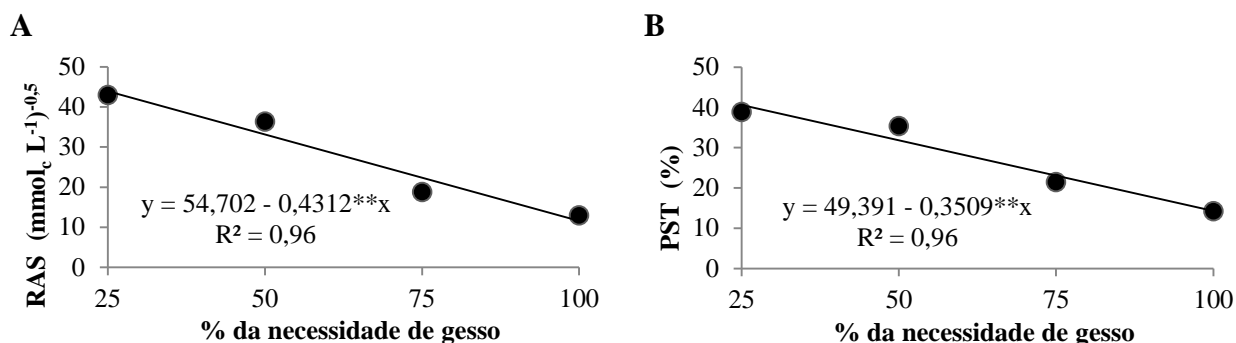 A
RAS (mmolc L-1)-0,5
50
40
30
20
10
0
y = 54,702 - 0,4312**x
R² = 0,96
25 50 75 100
% da necessidade de gesso
B
PST (%)
50
40
30
20
10
0
y = 49,391 - 0,3509**x
R² = 0,96
25 50 75 100
% da necessidade de gesso